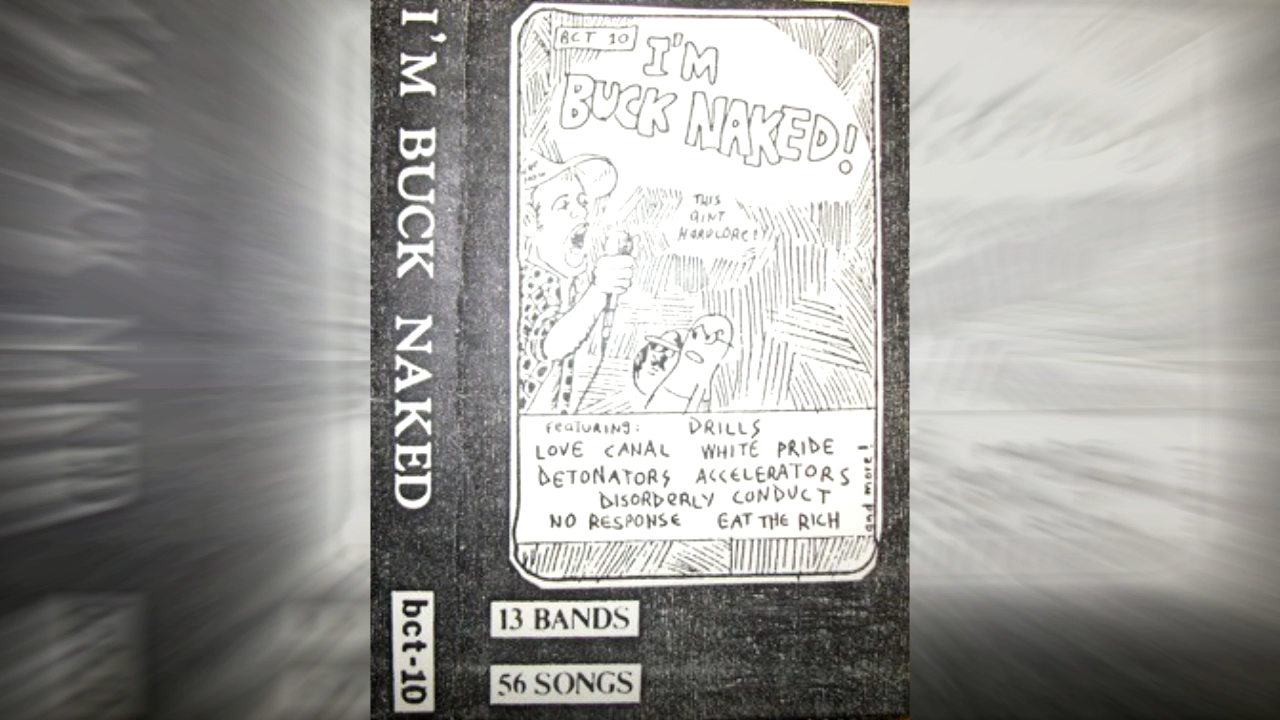 I'M BUCK NAKED
bct-10
BCT 10
I'M
BUCK NAKED!
THIS
AINT
HARDCORE!
FEATURING: DRILLS
LOVE CANAL WHITE PRIDE
DETONATORS ACCELERATORS
DISORDERLY CONDUCT
NO RESPONSE EAT THE RICH
and more!
13 BANDS
56 SONGS